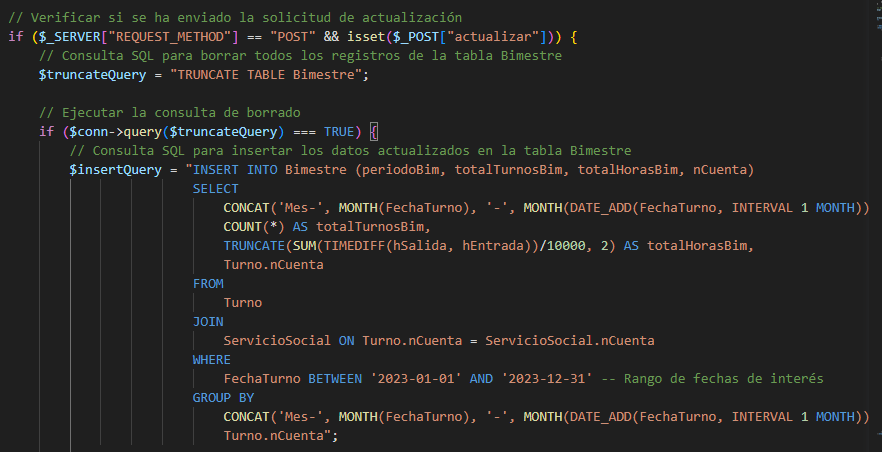 // Verificar si se ha enviado la solicitud de actualización
if ($_SERVER["REQUEST_METHOD"] == "POST" && isset($_POST["actualizar"])) {
// Consulta SQL para borrar todos los registros de la tabla Bimestre
$truncateQuery = "TRUNCATE TABLE Bimestre";
// Ejecutar la consulta de borrado
if ($conn->query($truncateQuery) === TRUE) {
// Consulta SQL para insertar los datos actualizados en la tabla Bimestre
$insertQuery = "INSERT INTO Bimestre (periodoBim, totalTurnosBim, totalHorasBim, nCuenta)
SELECT
CONCAT('Mes-', MONTH(FechaTurno), '-', MONTH(DATE_ADD(FechaTurno, INTERVAL 1 MONTH))
COUNT(*) AS totalTurnosBim,
TRUNCATE(SUM(TIMEDIFF(hSalida, hEntrada))/10000, 2) AS totalHorasBim,
Turno.nCuenta
FROM
Turno
JOIN
ServicioSocial ON Turno.nCuenta = ServicioSocial.nCuenta
WHERE
FechaTurno BETWEEN '2023-01-01' AND '2023-12-31' -- Rango de fechas de interés
GROUP BY
CONCAT('Mes-', MONTH(FechaTurno), '-', MONTH(DATE_ADD(FechaTurno, INTERVAL 1 MONTH))
Turno.nCuenta";